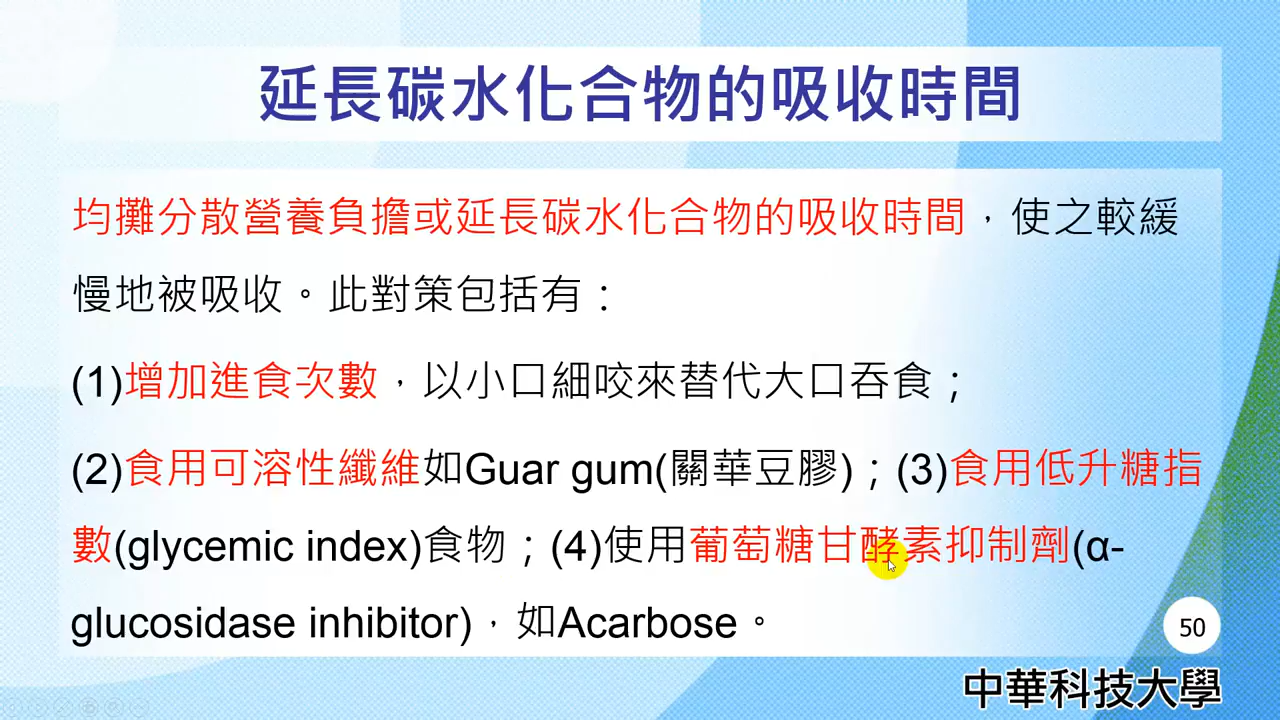 延長碳水化合物的吸收時間
均攤分散營養負擔或延長碳水化合物的吸收時間，使之較緩
慢地被吸收。此對策包括有：
(1)增加進食次數，以小口細咬來替代大口吞食；
(2)食用可溶性纖維如Guar gum(關華豆膠)；(3)食用低升糖指
數(glycemic index)食物；(4)使用葡萄糖甘酵素抑制劑(α-
glucosidase inhibitor)，如Acarbose。
50
中華科技大學